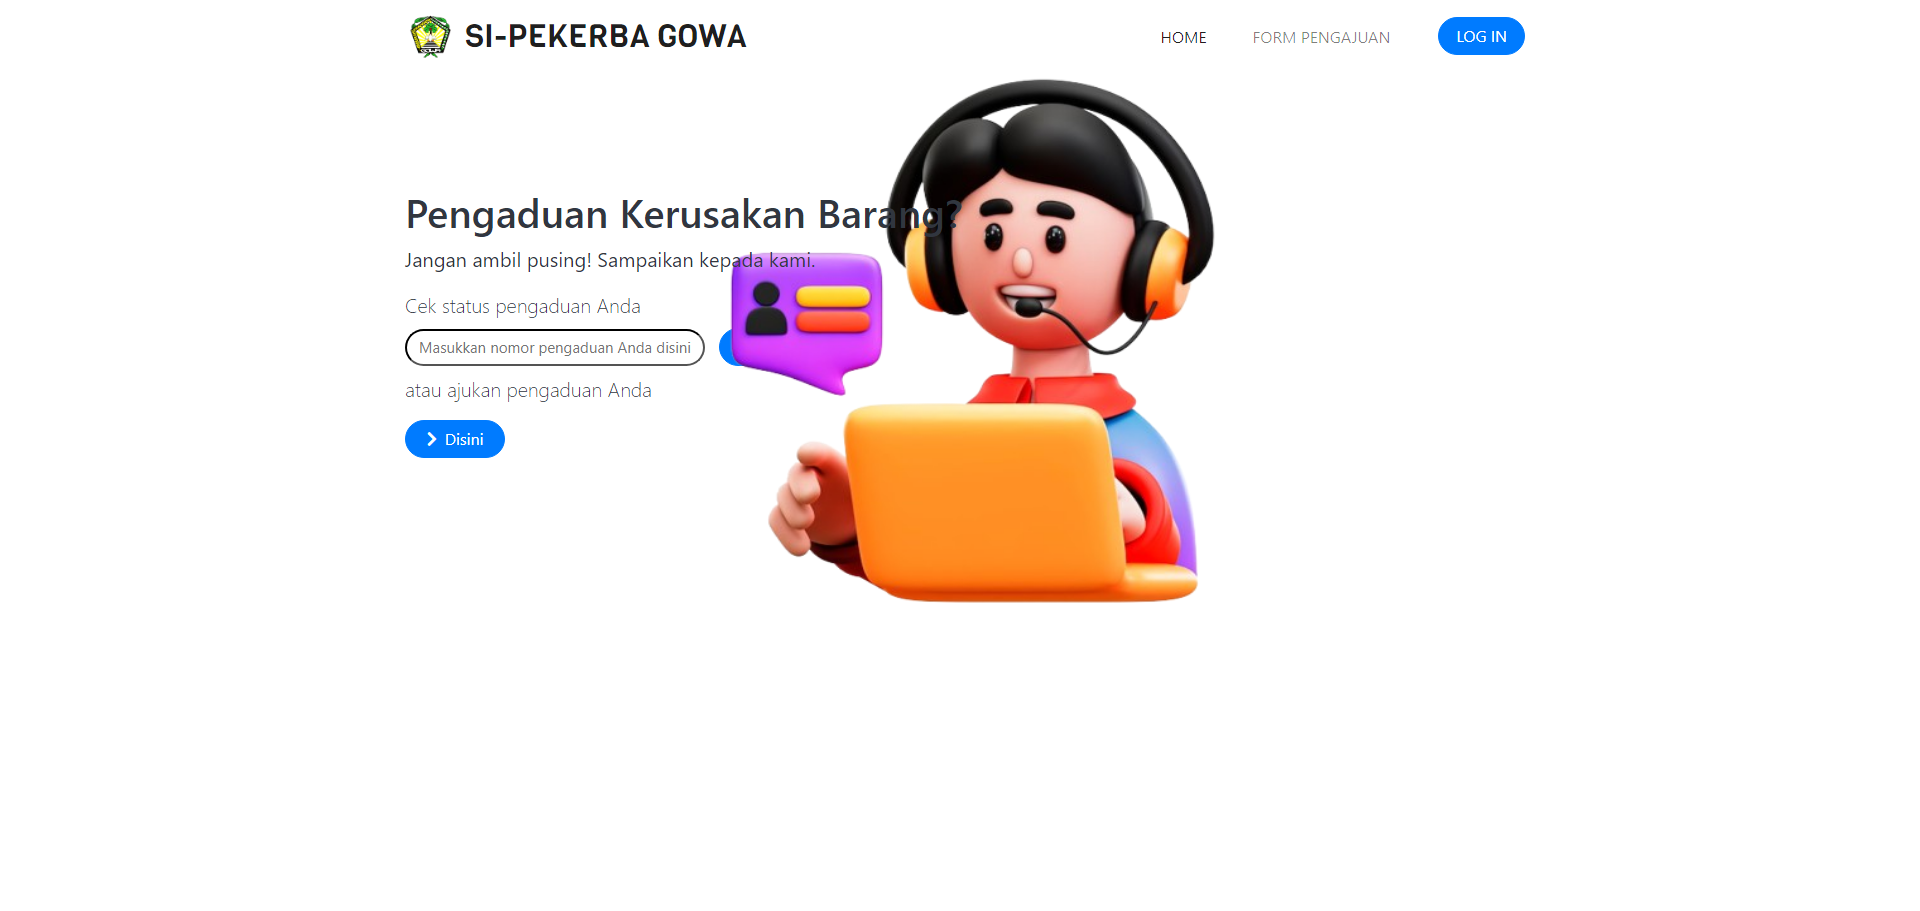 SI-PEKERBA GOWA
HOME
FORM PENGAJUAN
LOG IN
Pengaduan Kerusakan Barang?
Jangan ambil pusing! Sampaikan kepada kami.
Cek status pengaduan Anda
Masukkan nomor pengaduan Anda disini
atau ajukan pengaduan Anda
Disini